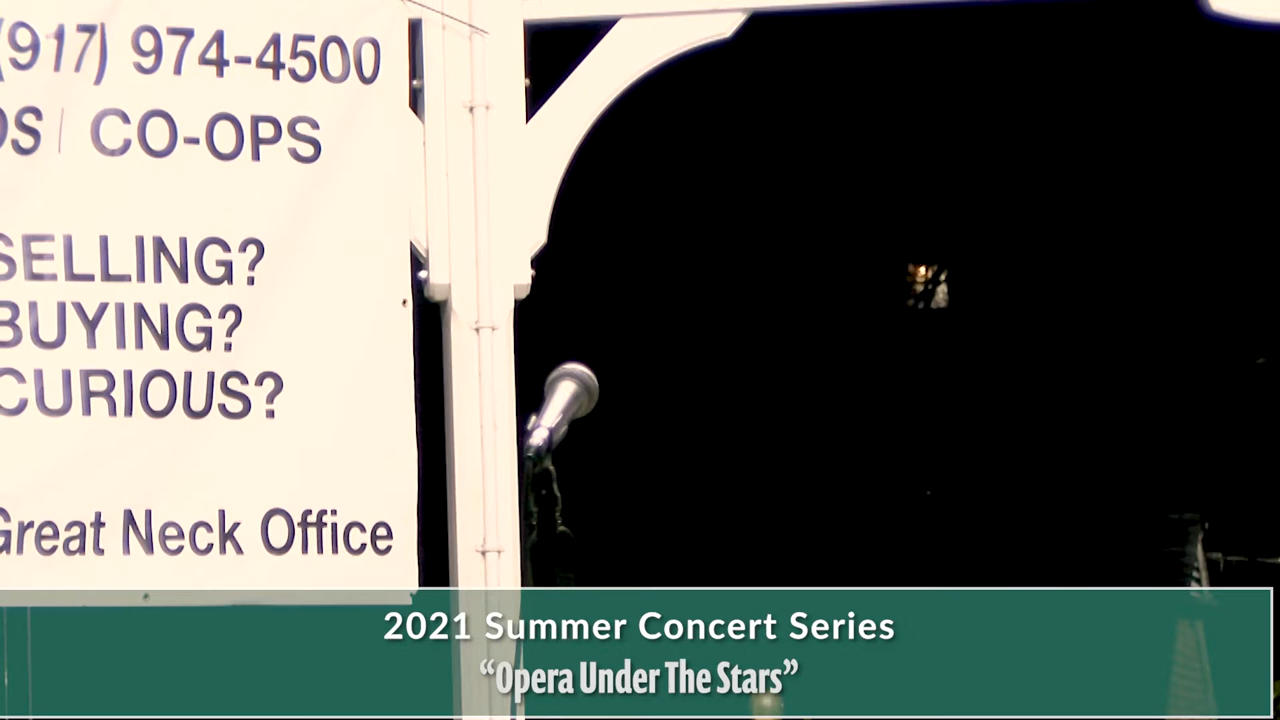 (917) 974-4500
OS | CO-OPS
SELLING?
BUYING?
CURIOUS?
Great Neck Office
2021 Summer Concert Series
“Opera Under The Stars”